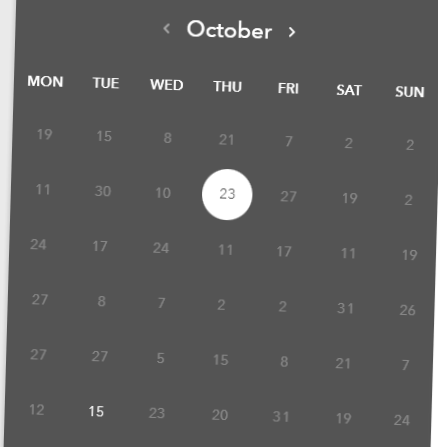 ‹ October ›
MON TUE WED THU FRI SAT SUN
19 15 8 21 7 2 2
11 30 10 23 27 19 2
24 17 24 11 17 11 19
27 8 7 2 2 31 26
27 27 5 15 8 21 7
12 15 23 20 31 19 24